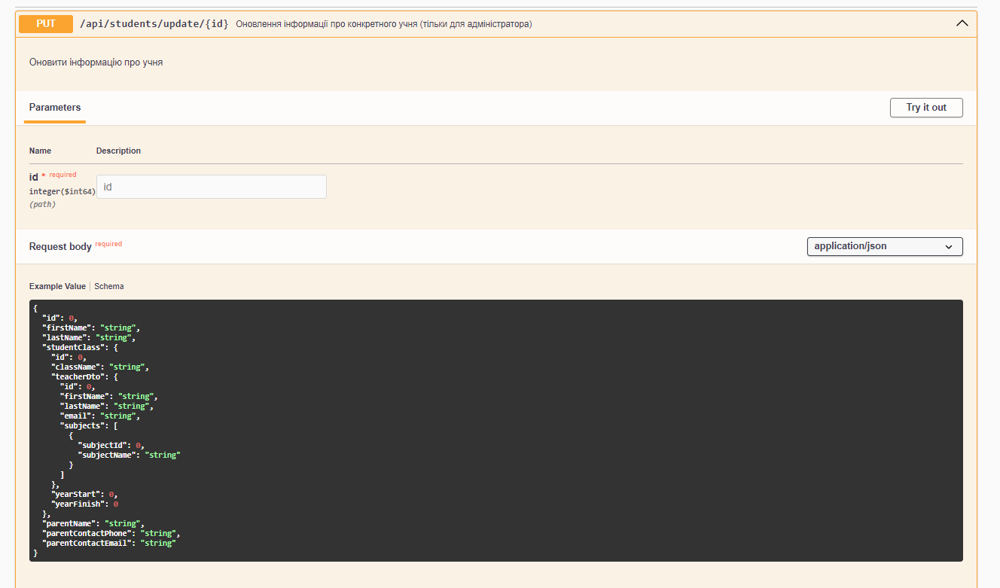 PUT /api/students/update/{id} Оновлення інформації про конкретного учня (тільки для адміністратора)
Оновити інформацію про учня
Parameters Try it out
Name Description
id * required
integer($int64)
(path)
id
Request body required application/json
Example Value Schema
{
  "id": 0,
  "firstName": "string",
  "lastName": "string",
  "studentClass": {
    "id": 0,
    "className": "string",
    "teacherDto": {
      "id": 0,
      "firstName": "string",
      "lastName": "string",
      "email": "string",
      "subjects": [
        {
          "subjectId": 0,
          "subjectName": "string"
        }
      ]
    },
    "yearStart": 0,
    "yearFinish": 0
  },
  "parentName": "string",
  "parentContactPhone": "string",
  "parentContactEmail": "string"
}